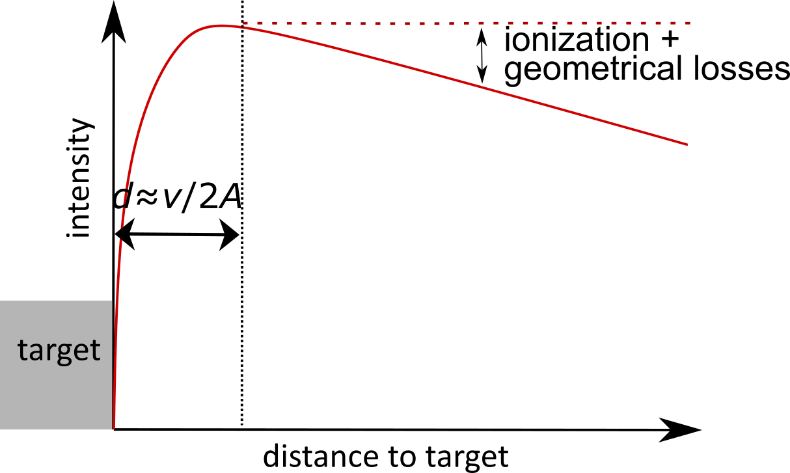 ionization +
geometrical losses
intensity
d≈v/2A
target
distance to target